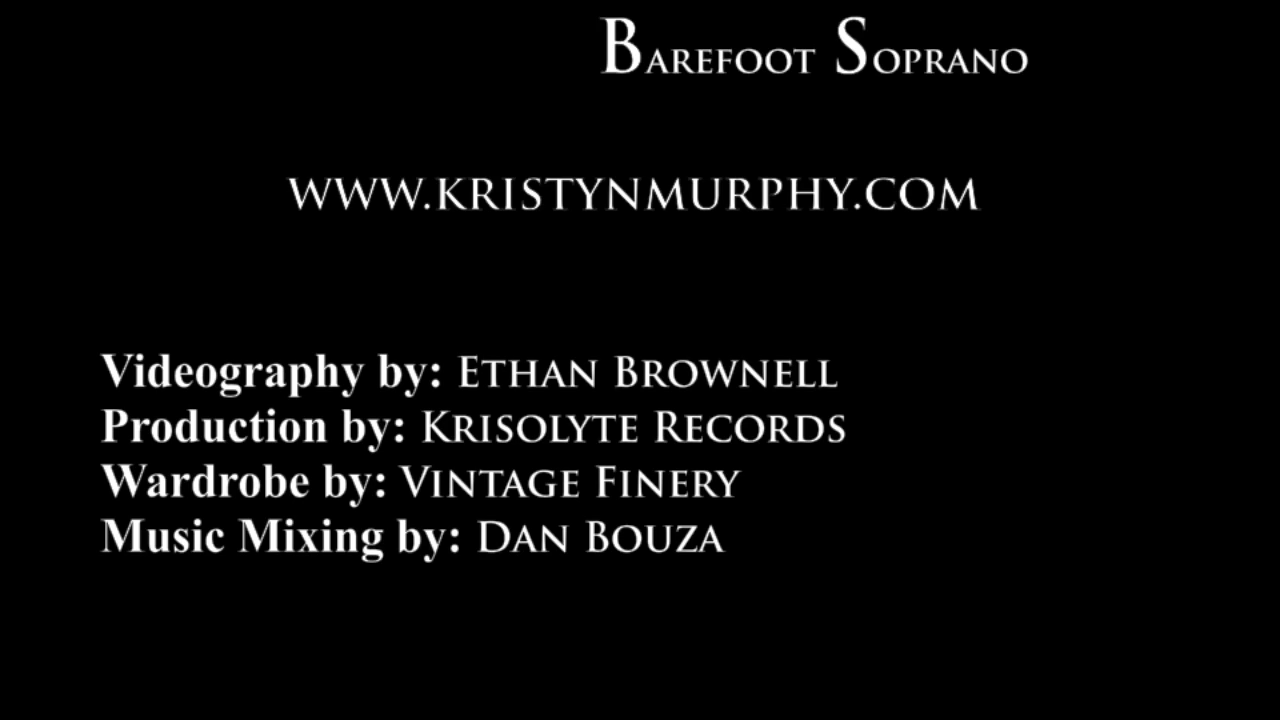 Barefoot Soprano
www.kristynmurphy.com
Videography by: Ethan Brownell
Production by: Krisolyte Records
Wardrobe by: Vintage Finery
Music Mixing by: Dan Bouza